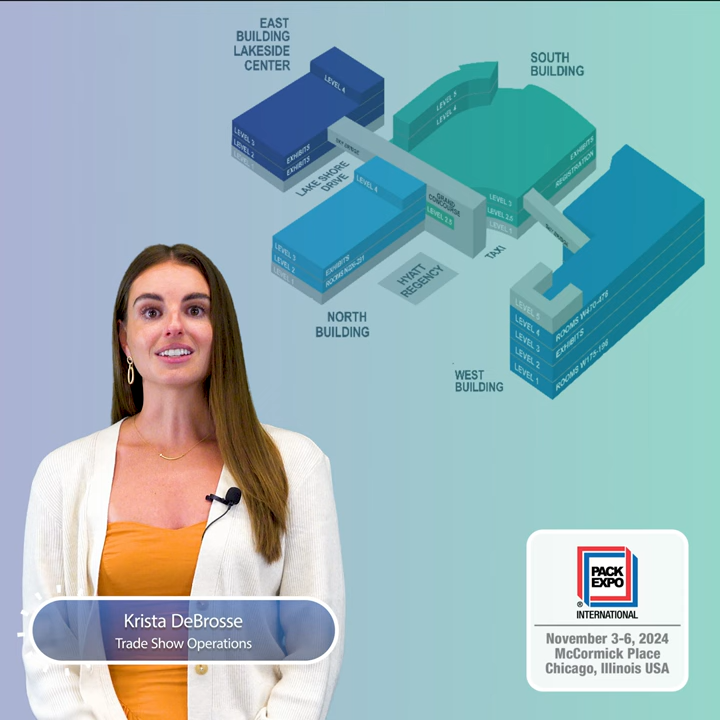 EAST
BUILDING
LAKESIDE
CENTER
SOUTH
BUILDING
LEVEL 4
LEVEL 3
LEVEL 2
EXHIBITS
EXHIBITS
LEVEL 5
LEVEL 4
EXHIBITS
REGISTRATION
LEVEL 3
LEVEL 2.5
LEVEL 1
LAKE SHORE
DRIVE
LEVEL 4
GRAND
CONCOURSE
LEVEL 2.5
TAXI
LEVEL 3
LEVEL 2
LEVEL 1
EXHIBITS
HYATT
REGENCY
NORTH
BUILDING
LEVEL 5
LEVEL 4
LEVEL 3
LEVEL 2
LEVEL 1
ROOMS W470-476
EXHIBITS
WEST
BUILDING
PACK
EXPO
®
INTERNATIONAL
November 3-6, 2024
McCormick Place
Chicago, Illinois USA
Krista DeBrosse
Trade Show Operations